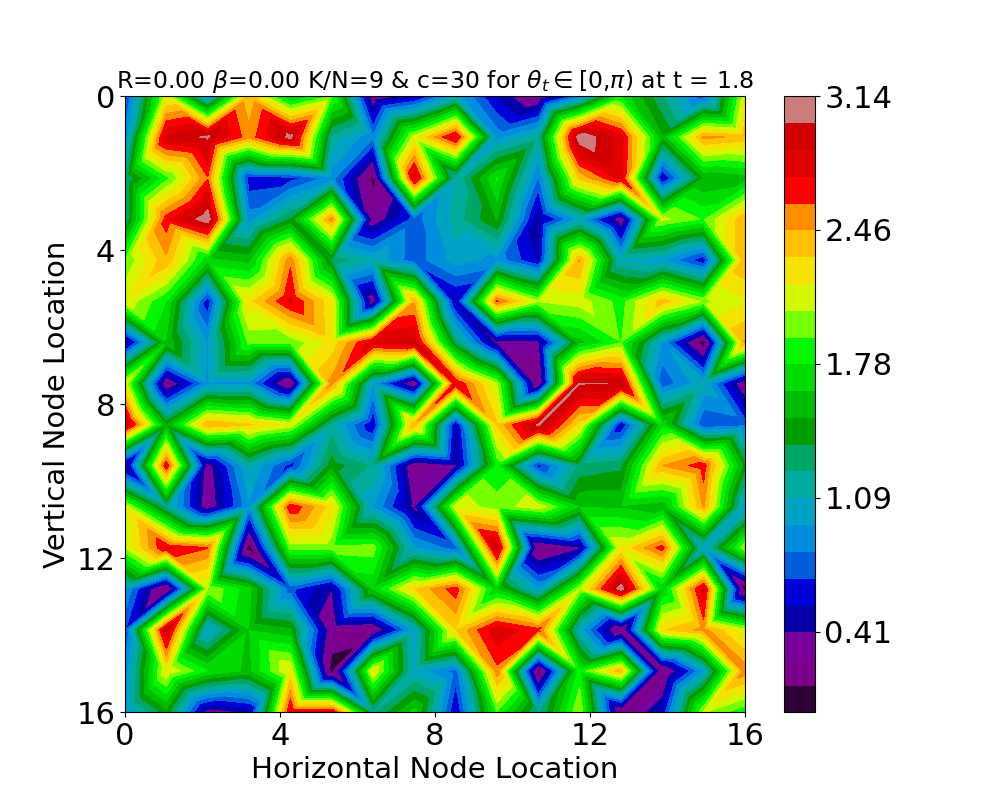 R=0.00 β=0.00 K/N=9 & c=30 for θₜ ∈ [0,π) at t = 1.8
0
4
8
12
16
Vertical Node Location
0 4 8 12 16
Horizontal Node Location
3.14
2.46
1.78
1.09
0.41